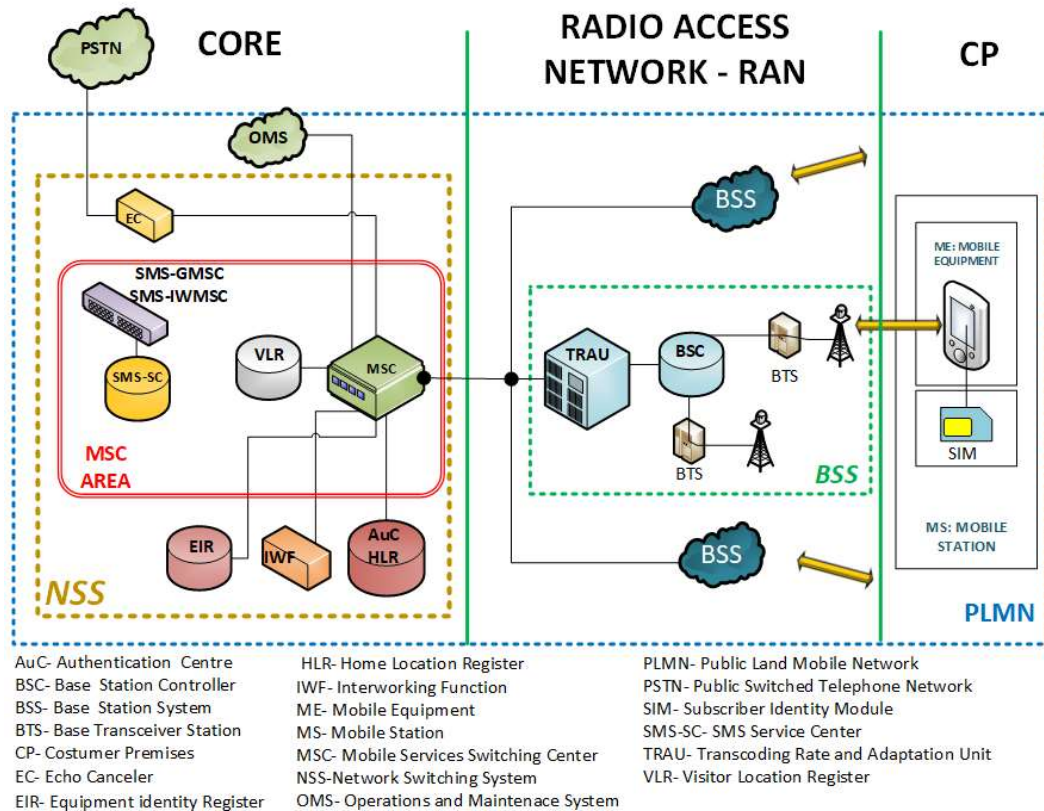 CORE
RADIO ACCESS
NETWORK - RAN
CP
PSTN
OMS
EC
SMS-GMSC
SMS-IWMSC
SMS-SC
VLR
MSC
MSC
AREA
EIR
IWF
AuC
HLR
NSS
BSS
TRAU
BSC
BTS
BTS
BSS
BSS
ME: MOBILE
EQUIPMENT
SIM
MS: MOBILE
STATION
PLMN
AuC- Authentication Centre
BSC- Base Station Controller
BSS- Base Station System
BTS- Base Transceiver Station
CP- Costumer Premises
EC- Echo Canceler
EIR- Equipment identity Register
HLR- Home Location Register
IWF- Interworking Function
ME- Mobile Equipment
MS- Mobile Station
MSC- Mobile Services Switching Center
NSS-Network Switching System
OMS- Operations and Maintenace System
PLMN- Public Land Mobile Network
PSTN- Public Switched Telephone Network
SIM- Subscriber Identity Module
SMS-SC- SMS Service Center
TRAU- Transcoding Rate and Adaptation Unit
VLR- Visitor Location Register